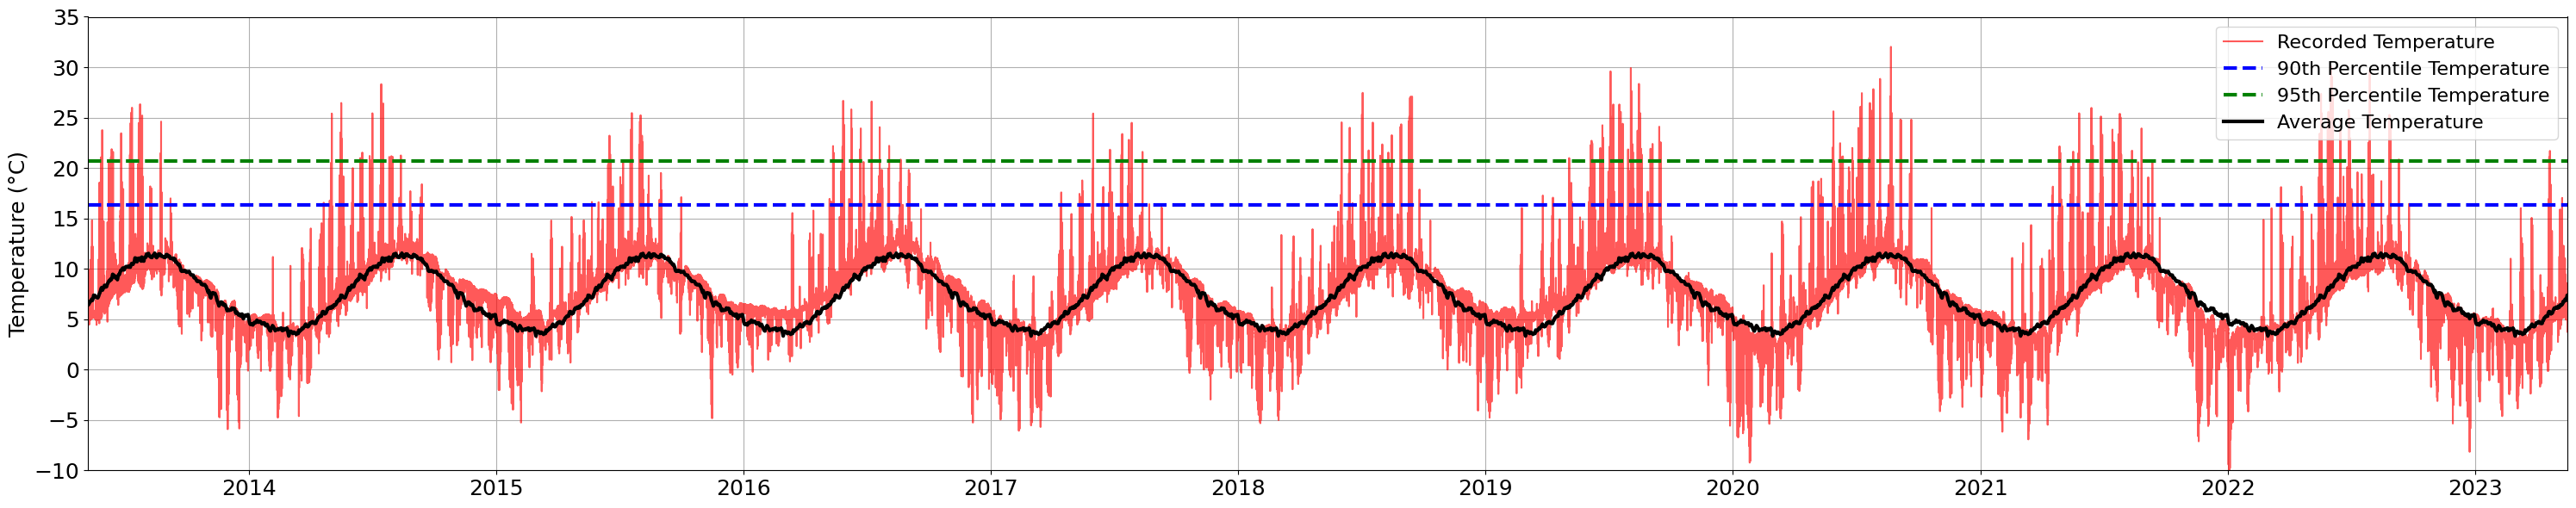 Temperature (°C)
35
30
25
20
15
10
5
0
−5
−10
2014 2015 2016 2017 2018 2019 2020 2021 2022 2023
Recorded Temperature
90th Percentile Temperature
95th Percentile Temperature
Average Temperature